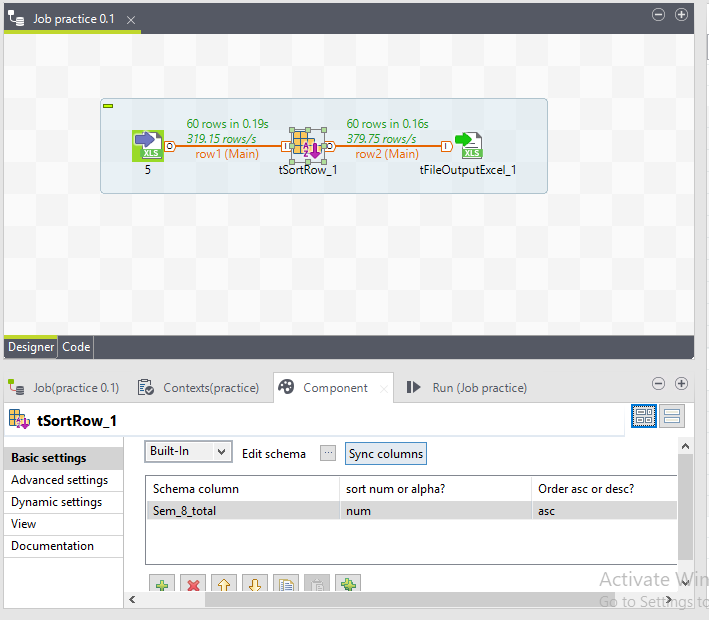 Job practice 0.1
60 rows in 0.19s
319.15 rows/s
row1 (Main)
60 rows in 0.16s
379.75 rows/s
row2 (Main)
XLS
O
I
A
Z
O
I
XLS
5
tSortRow_1
tFileOutputExcel_1
Designer
Code
Job(practice 0.1)
Contexts(practice)
Component
Run (Job practice)
tSortRow_1
Basic settings
Advanced settings
Dynamic settings
View
Documentation
Built-In
Edit schema
...
Sync columns
Schema column
sort num or alpha?
Order asc or desc?
Sem_8_total
num
asc
Activate Win
Go to Settings to